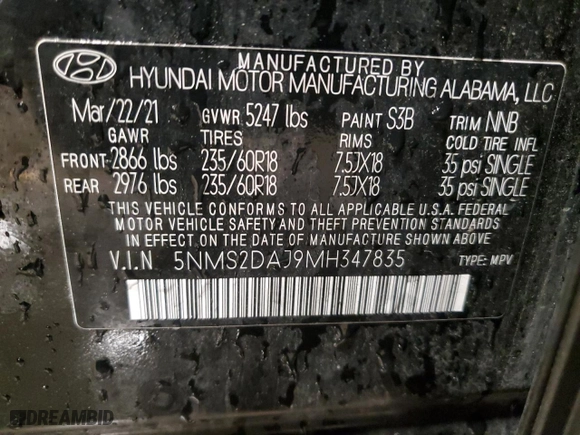 MANUFACTURED BY
HYUNDAI MOTOR MANUFACTURING ALABAMA, LLC
Mar/22/21 GVWR 5247 lbs PAINT S3B TRIM NNB
GAWR TIRES RIMS COLD TIRE INFL
FRONT 2866 lbs 235/60R18 7.5JX18 35 psi SINGLE
REAR 2976 lbs 235/60R18 7.5JX18 35 psi SINGLE
THIS VEHICLE CONFORMS TO ALL APPLICABLE U.S.A. FEDERAL
MOTOR VEHICLE SAFETY AND THEFT PREVENTION STANDARDS
IN EFFECT ON THE DATE OF MANUFACTURE SHOWN ABOVE.
V.I.N 5NMS2DAJ9MH347835 TYPE: MPV
DREAMBID